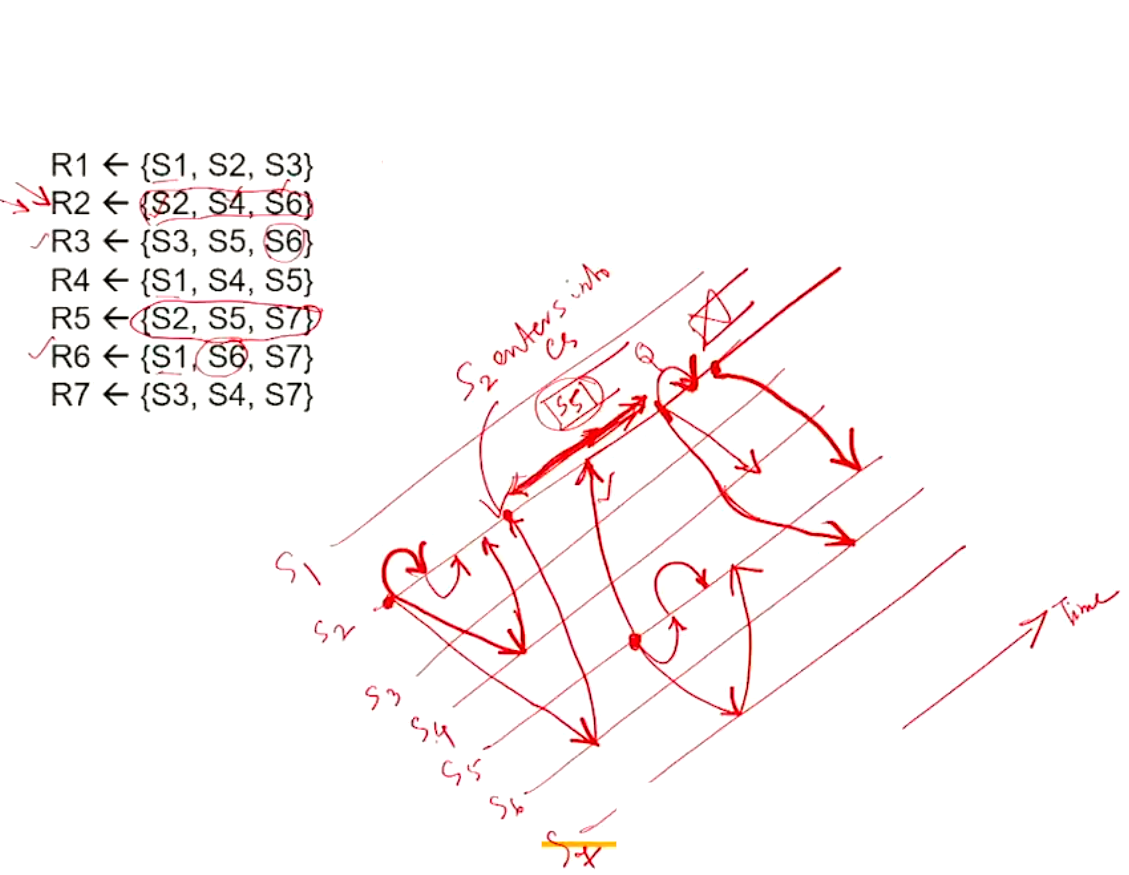 R1 ← {S1, S2, S3}
R2 ← {S2, S4, S6}
R3 ← {S3, S5, S6}
R4 ← {S1, S4, S5}
R5 ← {S2, S5, S7}
R6 ← {S1, S6, S7}
R7 ← {S3, S4, S7}
S2 enters into
CS
S5
Q
S1
S2
S3
S4
S5
S6
Time